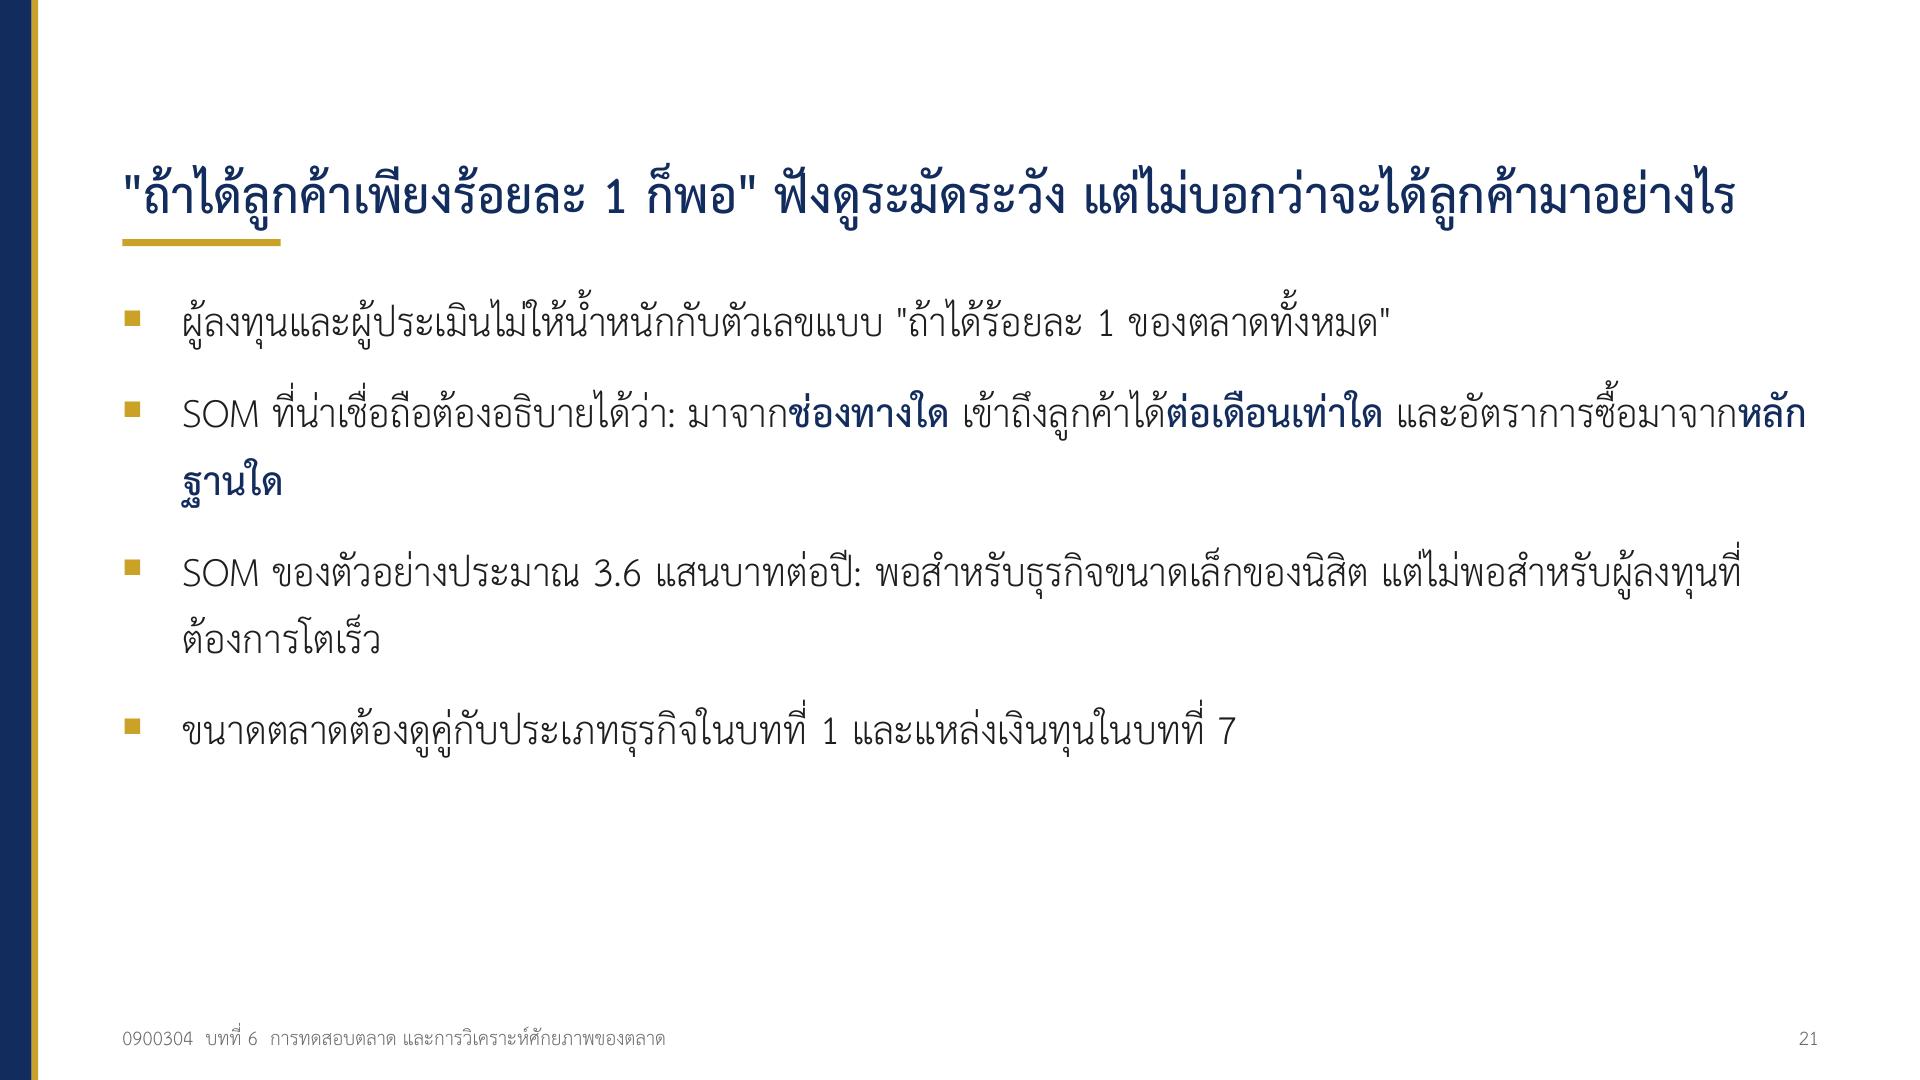 "ถ้าได้ลูกค้าเพียงร้อยละ 1 ก็พอ" ฟังดูระมัดระวัง แต่ไม่บอกว่าจะได้ลูกค้ามาอย่างไร
ผู้ลงทุนและผู้ประเมินไม่ให้น้ำหนักกับตัวเลขแบบ "ถ้าได้ร้อยละ 1 ของตลาดทั้งหมด"
SOM ที่น่าเชื่อถือต้องอธิบายได้ว่า: มาจากช่องทางใด เข้าถึงลูกค้าได้ต่อเดือนเท่าใด และอัตราการซื้อมาจากหลัก
ฐานใด
SOM ของตัวอย่างประมาณ 3.6 แสนบาทต่อปี: พอสำหรับธุรกิจขนาดเล็กของนิสิต แต่ไม่พอสำหรับผู้ลงทุนที่
ต้องการโตเร็ว
ขนาดตลาดต้องดูคู่กับประเภทธุรกิจในบทที่ 1 และแหล่งเงินทุนในบทที่ 7
0900304 บทที่ 6 การทดสอบตลาด และการวิเคราะห์ศักยภาพของตลาด
21